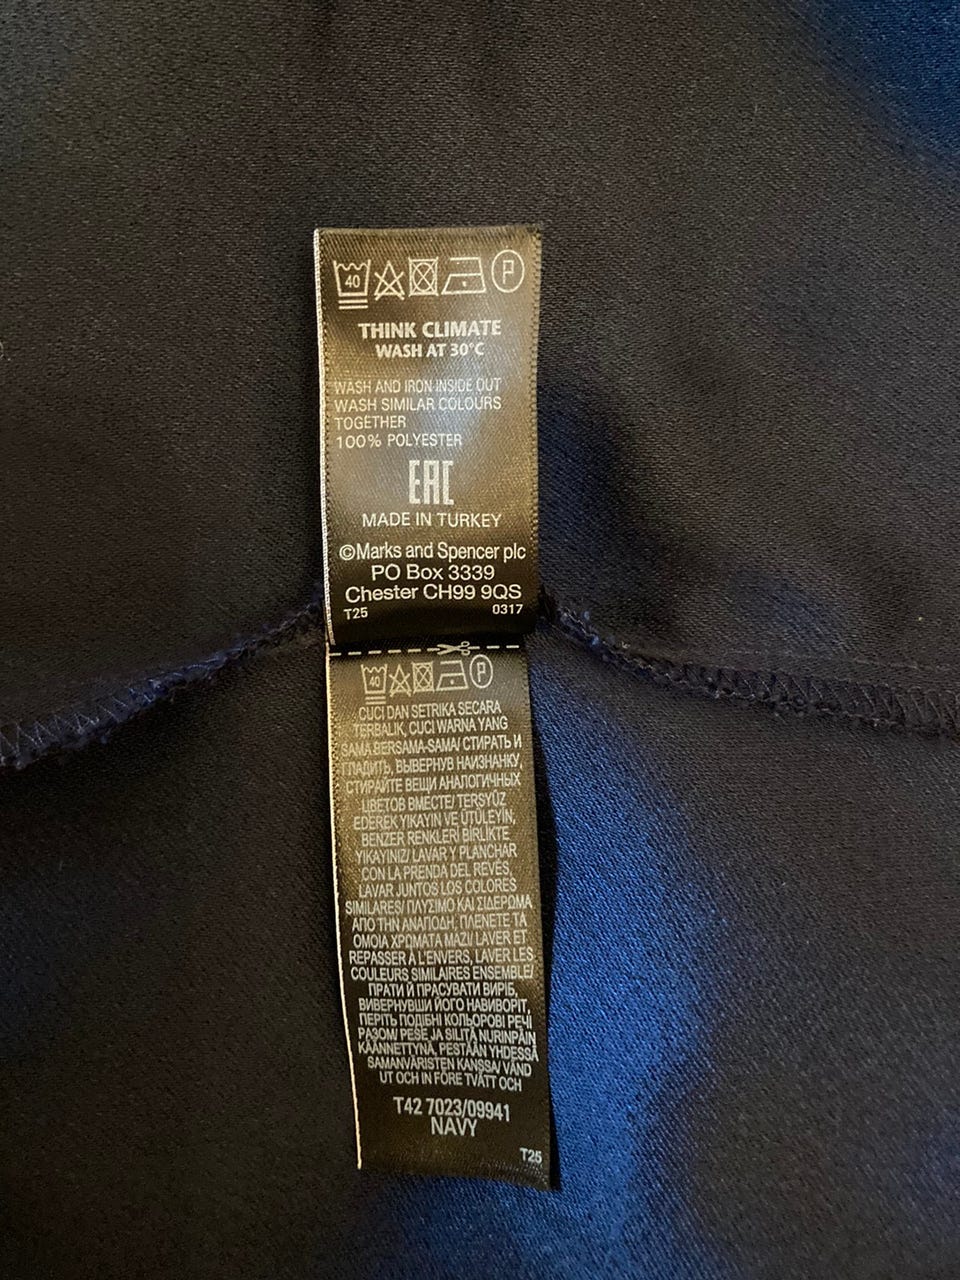 40 P
THINK CLIMATE
WASH AT 30°C
WASH AND IRON INSIDE OUT
WASH SIMILAR COLOURS
TOGETHER
100% POLYESTER
EAC
MADE IN TURKEY
©Marks and Spencer plc
PO Box 3339
Chester CH99 9QS
T25 0317
40 P
CUCI DAN SETRIKA SECARA
TERBALIK, CUCI WARNA YANG
SAMA BERSAMA-SAMA/ СТИРАТЬ И
ГЛАДИТЬ, ВЫВЕРНУВ НАИЗНАНКУ,
СТИРАЙТЕ ВЕЩИ АНАЛОГИЧНЫХ
ЦВЕТОВ ВМЕСТЕ/ TERSYÜZ
EDEREK YIKAYIN VE ÜTÜLEYİN,
BENZER RENKLERİ BİRLİKTE
YIKAYINIZ/ LAVAR Y PLANCHAR
CON LA PRENDA DEL REVÉS,
LAVAR JUNTOS LOS COLORES
SIMILARES/ ΠΛΥΣΙΜΟ ΚΑΙ ΣΙΔΕΡΩΜΑ
ΑΠΟ ΤΗΝ ΑΝΑΠΟΔΗ, ΠΛΕΝΕΤΕ ΤΑ
ΟΜΟΙΑ ΧΡΩΜΑΤΑ ΜΑΖΙ/ LAVER ET
REPASSER À L'ENVERS, LAVER LES
COULEURS SIMILAIRES ENSEMBLE/
ПРАТИ Й ПРАСУВАТИ ВИРІБ,
ВИВЕРНУВШИ ЙОГО НАВИВОРІТ,
ПЕРІТЬ ПОДІБНІ КОЛЬОРОВІ РЕЧІ
РАЗОМ/ PESE JA SILITÄ NURINPÄIN
KÄÄNNETTYNÄ, PESTÄÄN YHDESSÄ
SAMANVÄRISTEN KANSSA/ VÄND
UT OCH IN FÖRE TVÄTT OCH
T42 7023/09941
NAVY
T25